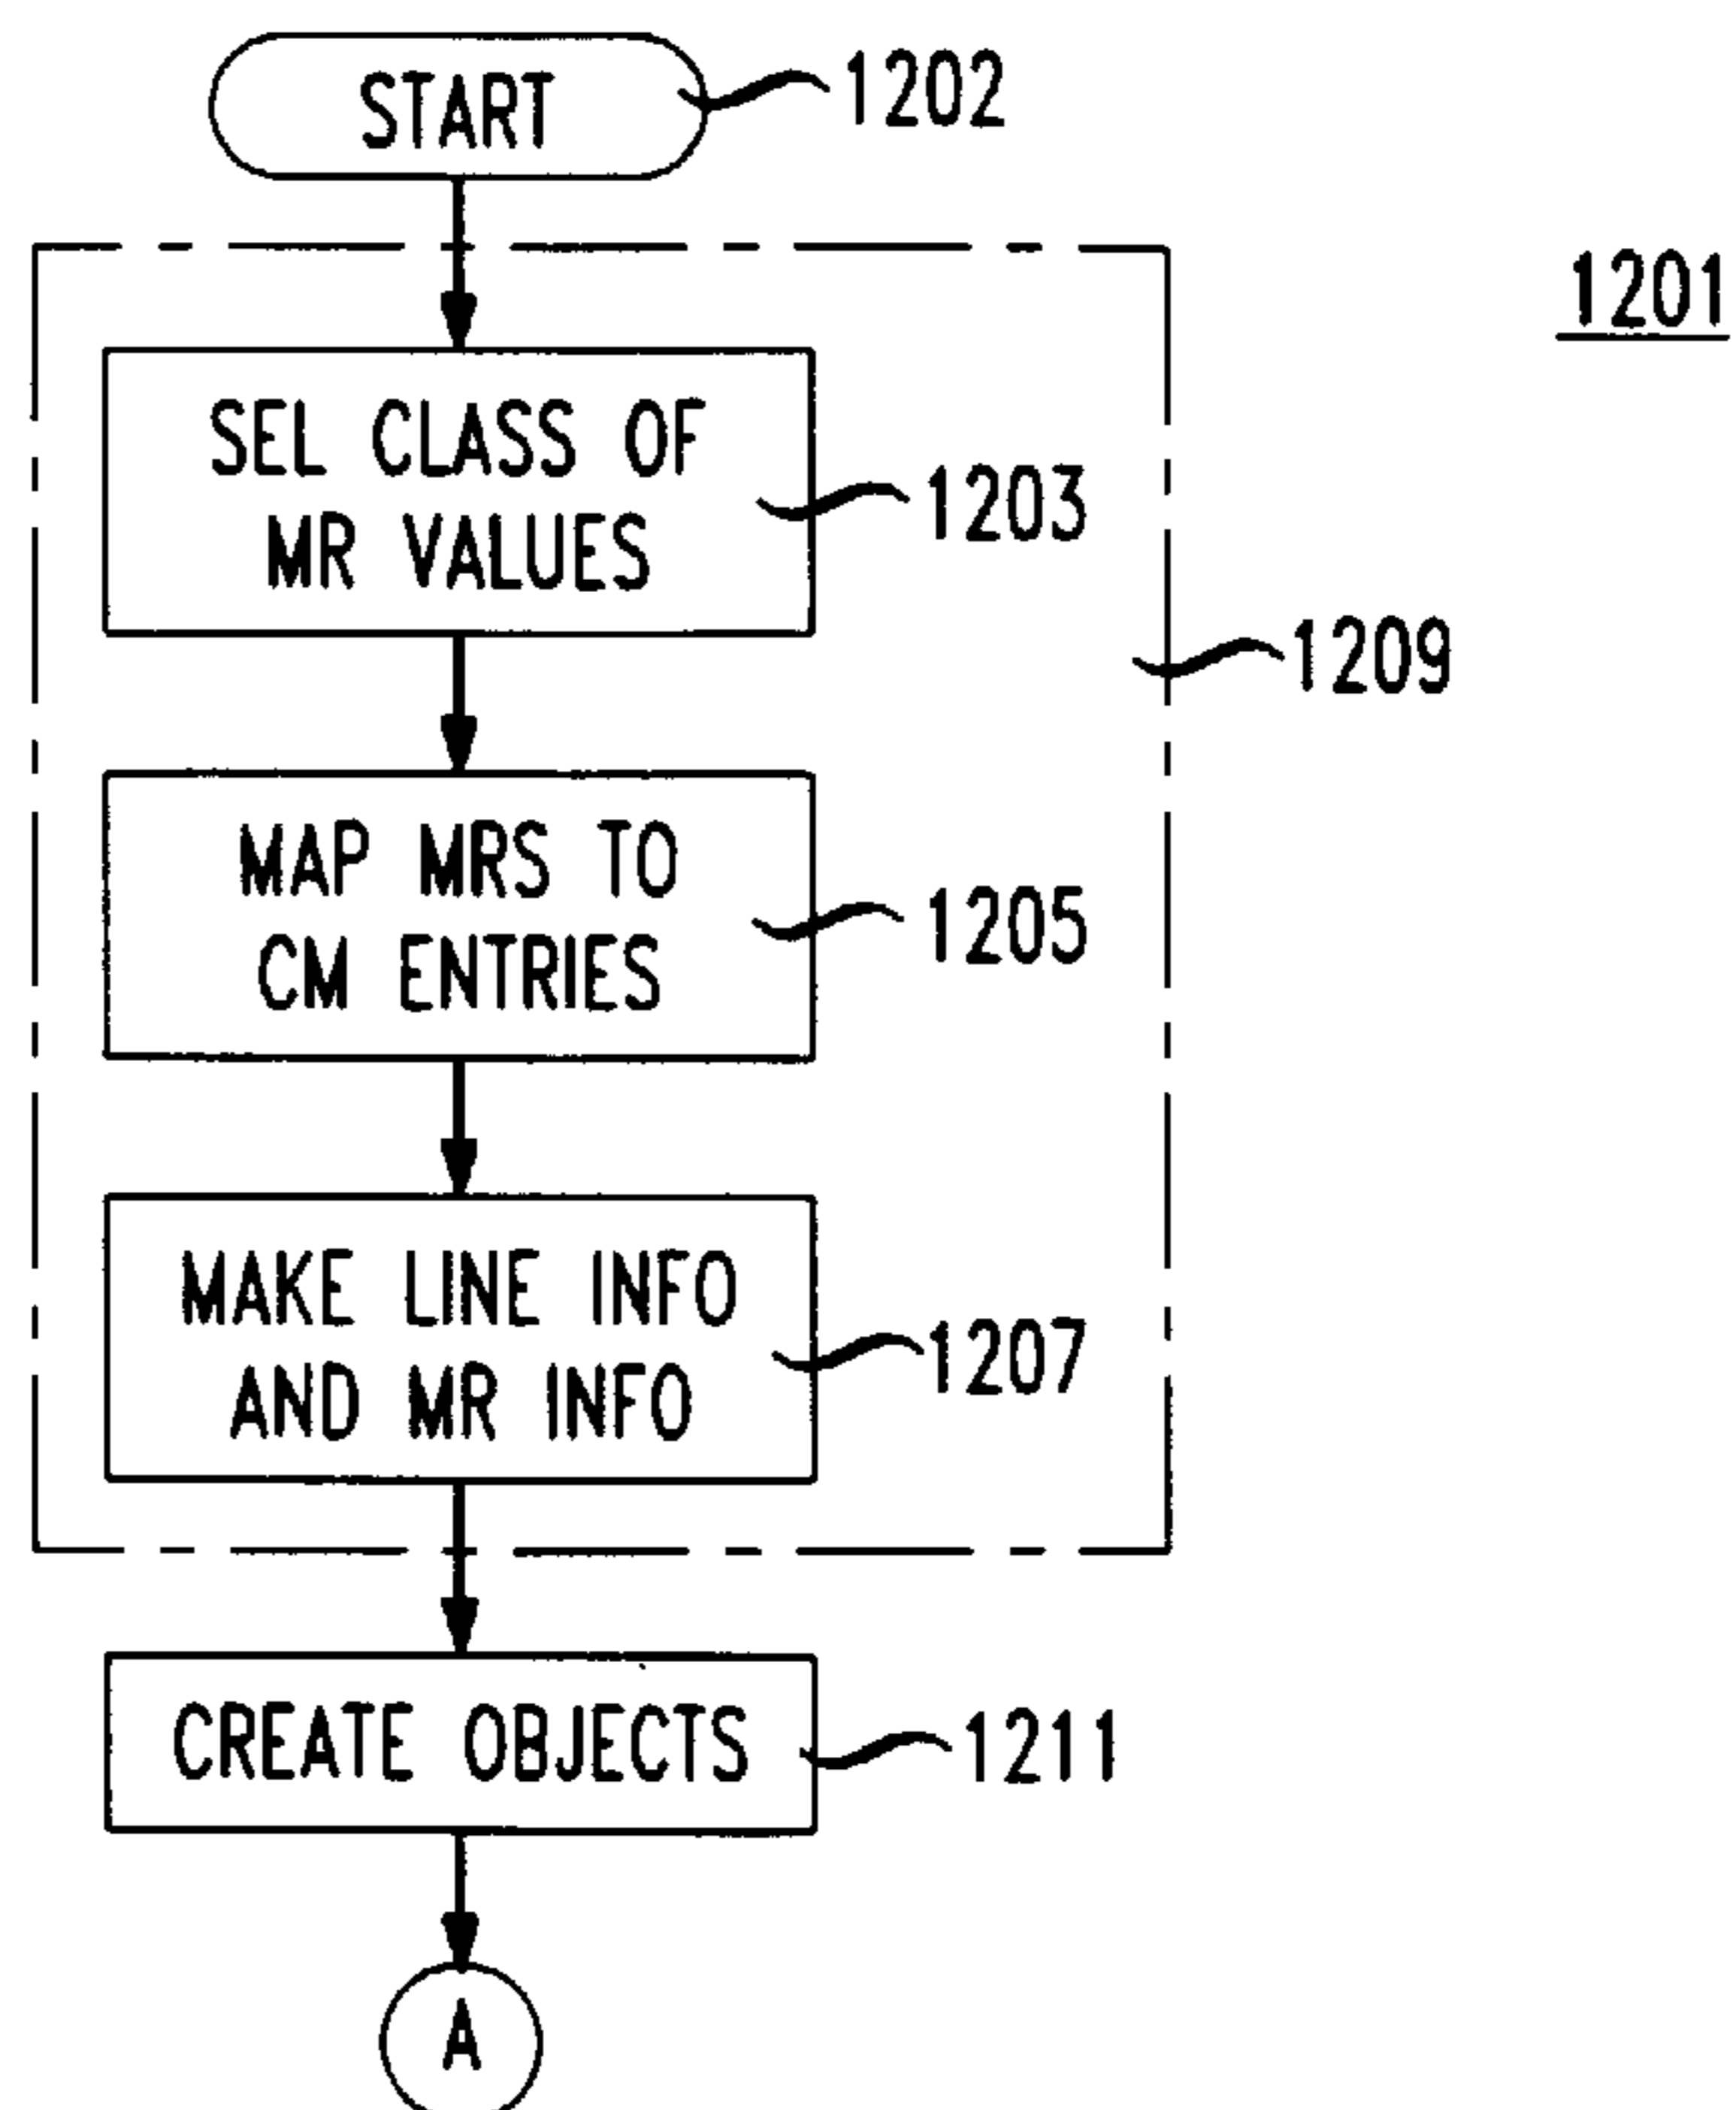 START
1202
1201
SEL CLASS OF
MR VALUES
1203
1209
MAP MRS TO
CM ENTRIES
1205
MAKE LINE INFO
AND MR INFO
1207
CREATE OBJECTS
1211
A